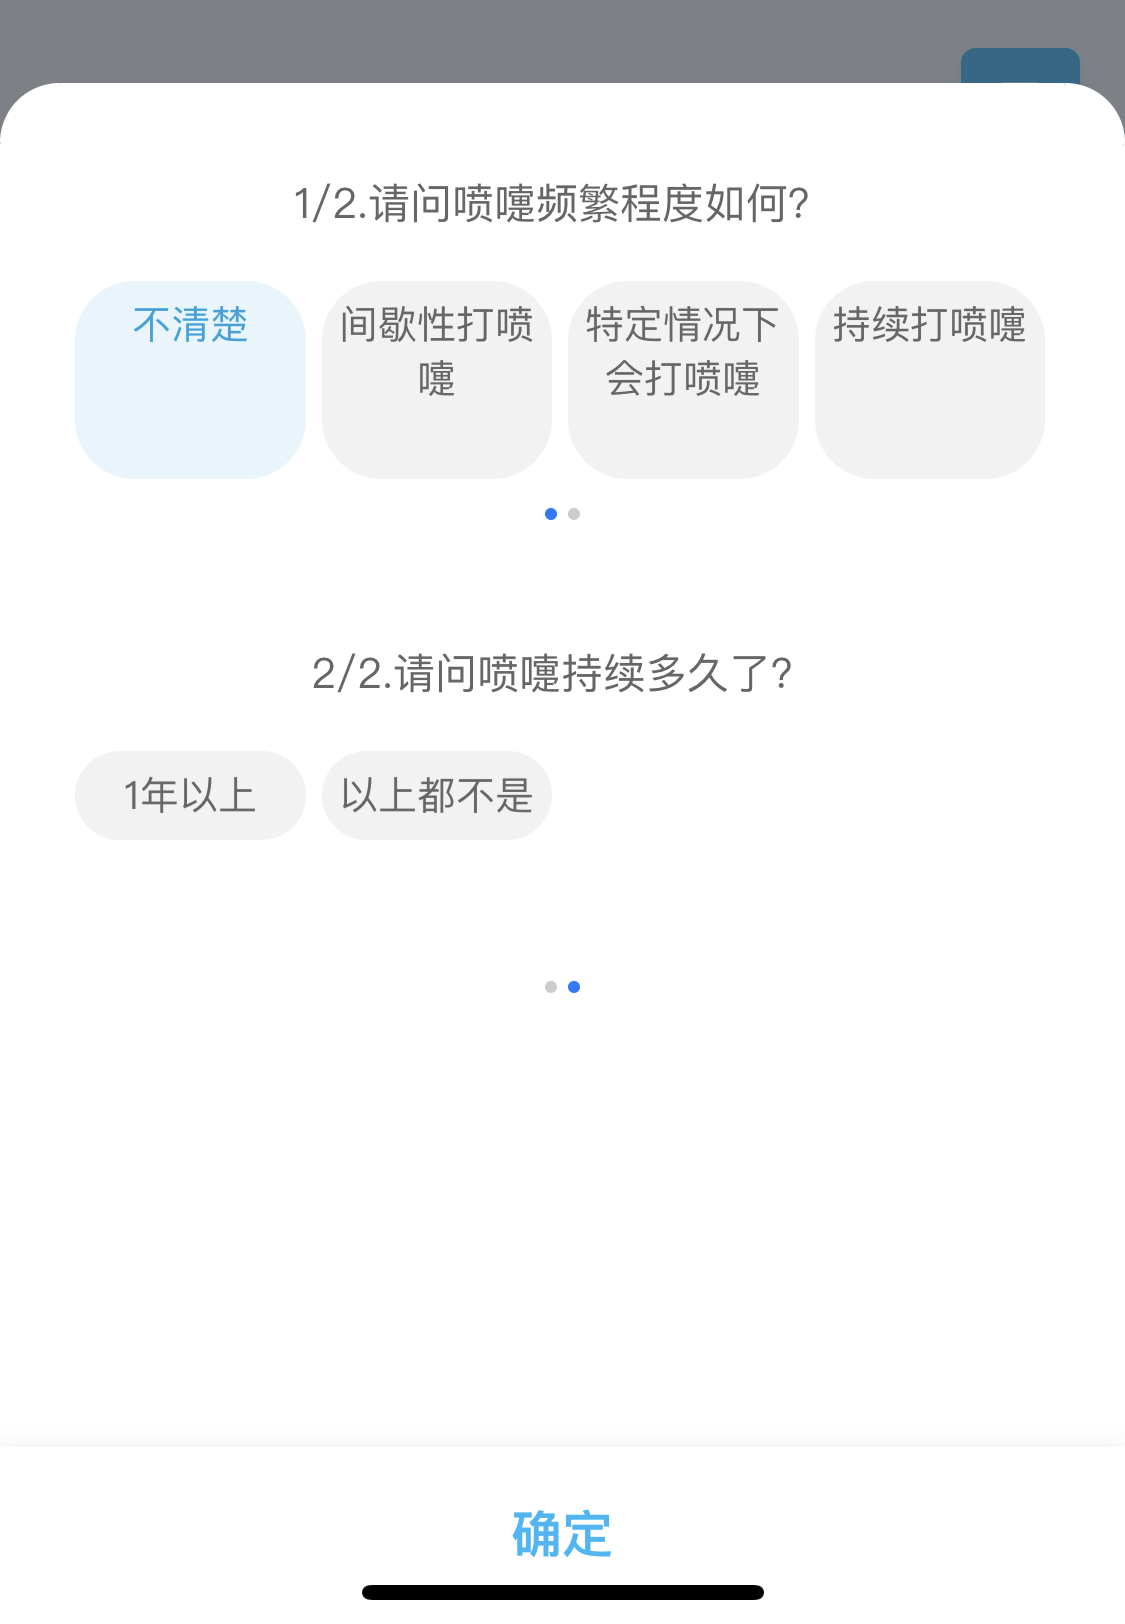 1/2.请问喷嚏频繁程度如何?
不清楚
间歇性打喷
嚏
特定情况下
会打喷嚏
持续打喷嚏
2/2.请问喷嚏持续多久了?
1年以上
以上都不是
确定